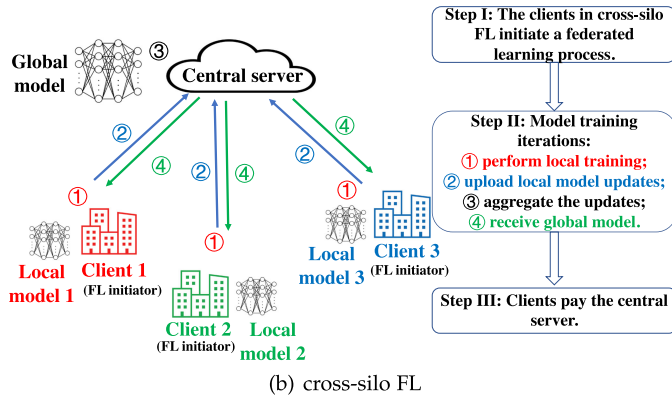 Global
model
③
Central server
②
④
②
④
②
④
①
①
①
Local
model 1
Client 1
(FL initiator)
Client 2
(FL initiator)
Local
model 2
Local
model 3
Client 3
(FL initiator)
Step I: The clients in cross-silo
FL initiate a federated
learning process.
Step II: Model training
iterations:
① perform local training;
② upload local model updates;
③ aggregate the updates;
④ receive global model.
Step III: Clients pay the central
server.
(b) cross-silo FL